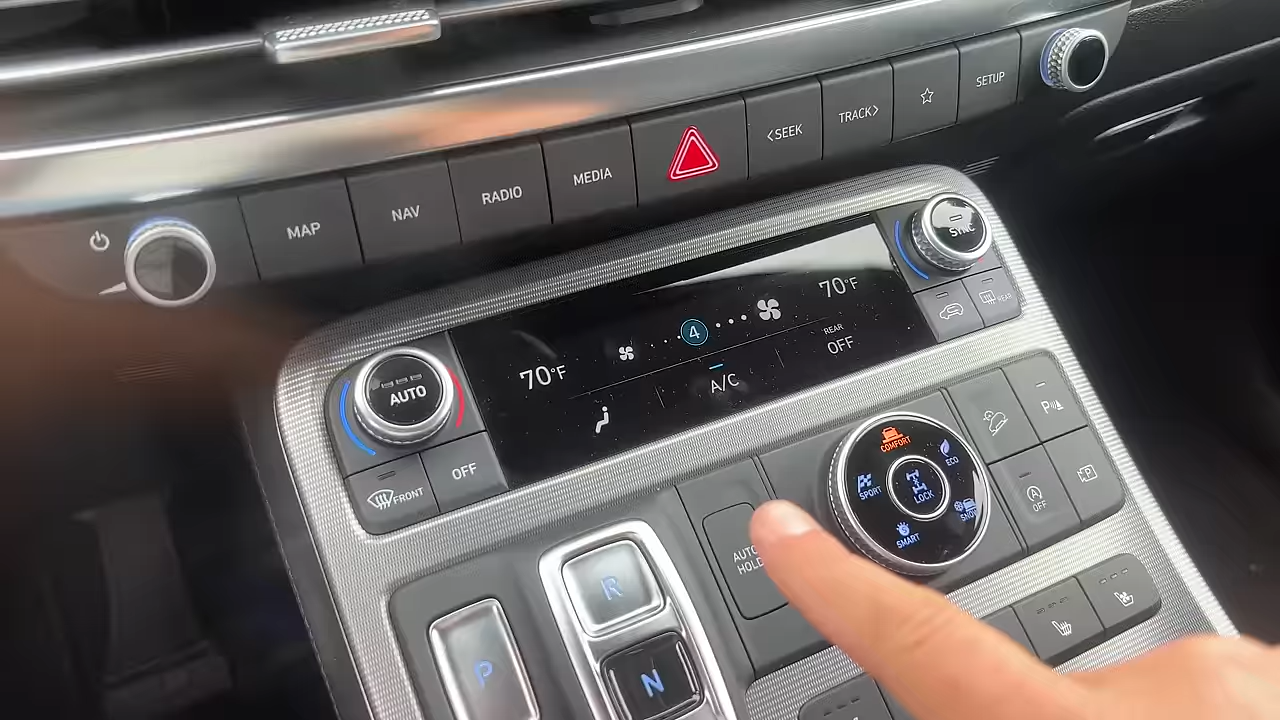 MAP
NAV
RADIO
MEDIA
<SEEK
TRACK>
SETUP
AUTO
FRONT
OFF
70°F
4
70°F
A/C
REAR
OFF
SYNC
REAR
COMFORT
ECO
SPORT
LOCK
SNOW
SMART
P
OFF
P
AUTO
HOLD
P
R
N